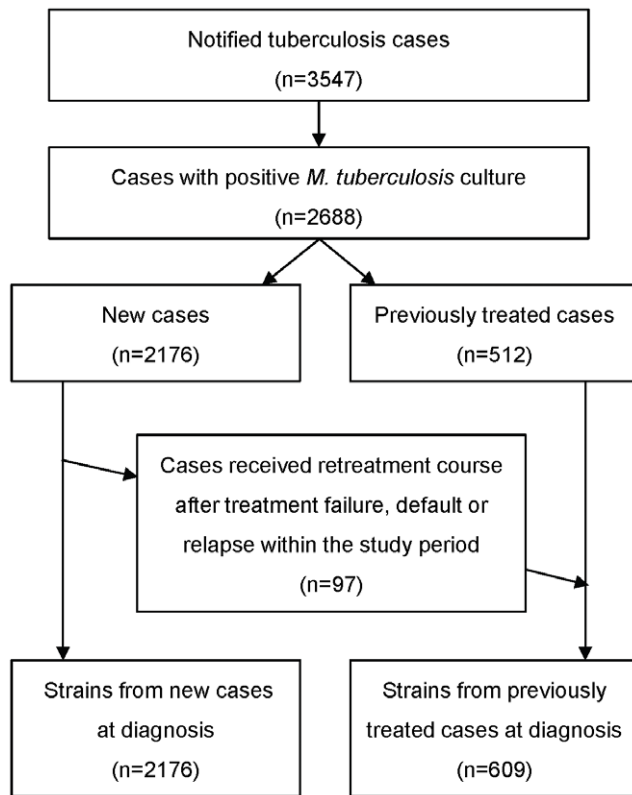 Notified tuberculosis cases
(n=3547)
Cases with positive M. tuberculosis culture
(n=2688)
New cases
(n=2176)
Previously treated cases
(n=512)
Cases received retreatment course
after treatment failure, default or
relapse within the study period
(n=97)
Strains from new cases
at diagnosis
(n=2176)
Strains from previously
treated cases at diagnosis
(n=609)